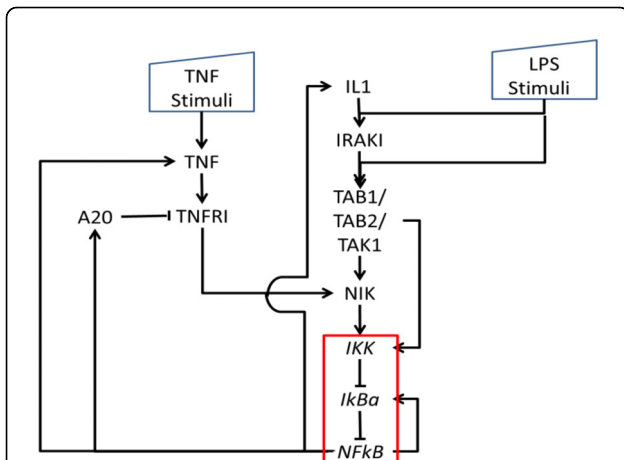 TNF
Stimuli
LPS
Stimuli
IL1
IRAKI
TNF
TAB1/
TAB2/
TAK1
A20
TNFRI
NIK
IKK
IkBa
NFkB